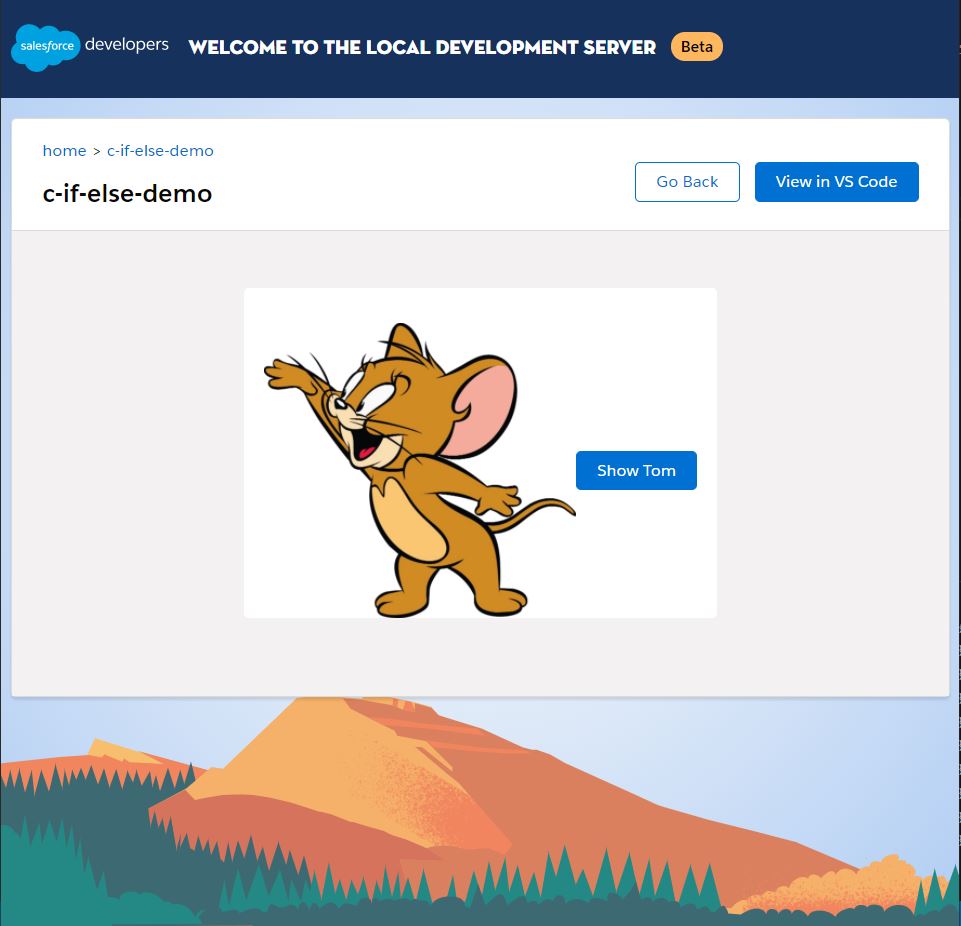 salesforce developers WELCOME TO THE LOCAL DEVELOPMENT SERVER Beta
home > c-if-else-demo
c-if-else-demo
Go Back View in VS Code
Show Tom